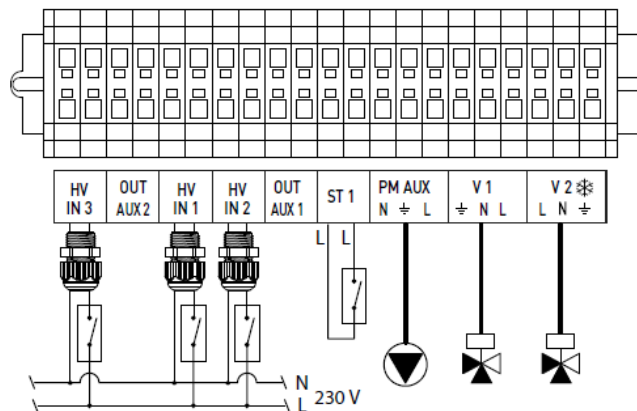 HV OUT HV HV OUT ST 1 PM AUX V 1 V 2
IN 3 AUX 2 IN 1 IN 2 AUX 1 N L N L L N
L L
N
L 230 V